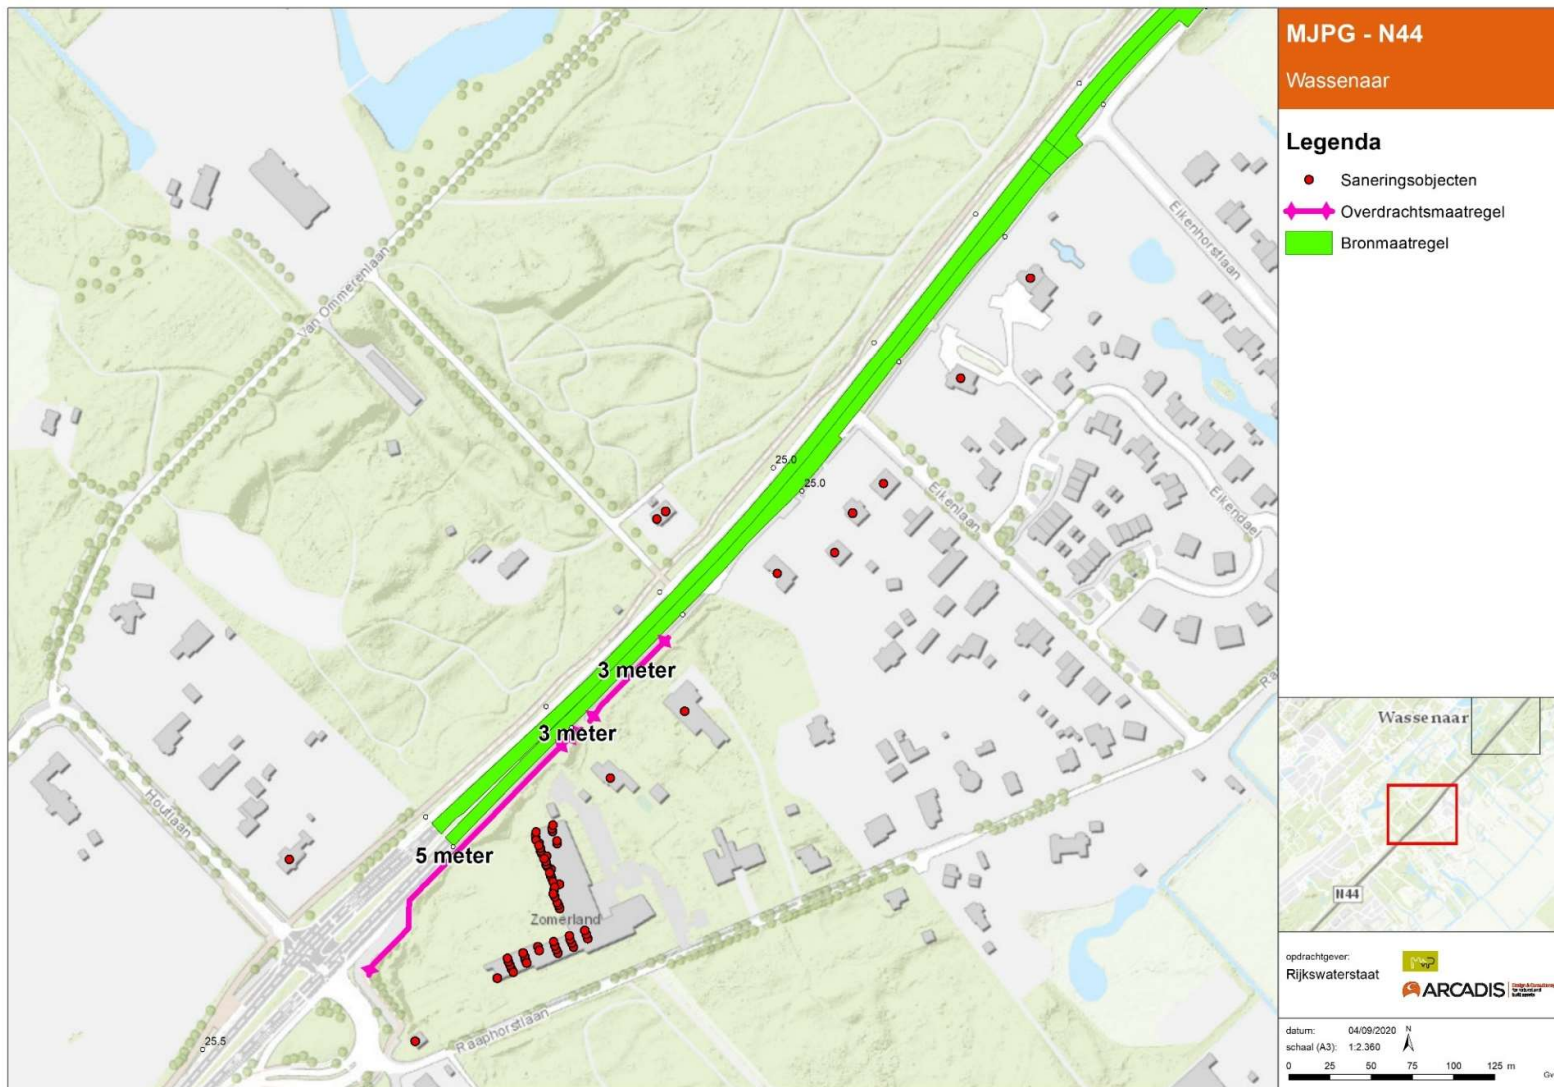 MJPG - N44
Wassenaar
Legenda
Saneringsobjecten
Overdrachtsmaatregel
Bronmaatregel
Van Ommerenlaan
Eikenhorstlaan
25.0
25.0
Eikenlaan
Eikendael
3 meter
3 meter
Houtlaan
5 meter
Zomerland
Raaphorstlaan
25.5
Wassenaar
N44
opdrachtgever:
Rijkswaterstaat
ARCADIS
datum: 04/09/2020 N
schaal (A3): 1:2.360
0 25 50 75 100 125 m